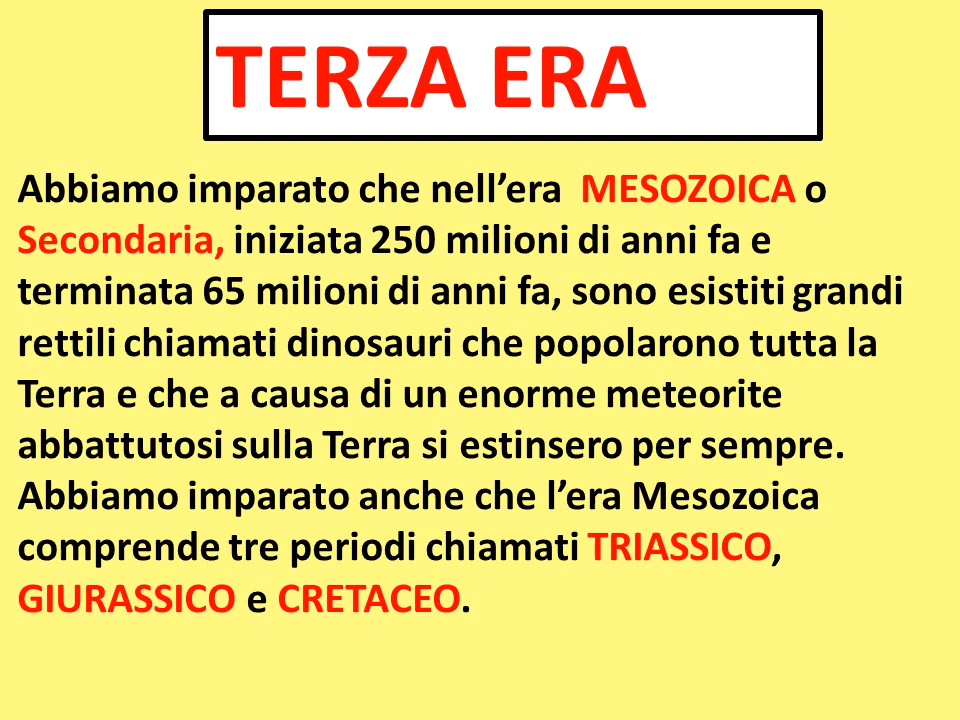 TERZA ERA
Abbiamo imparato che nell’era MESOZOICA o
Secondaria, iniziata 250 milioni di anni fa e
terminata 65 milioni di anni fa, sono esistiti grandi
rettili chiamati dinosauri che popolarono tutta la
Terra e che a causa di un enorme meteorite
abbattutosi sulla Terra si estinsero per sempre.
Abbiamo imparato anche che l’era Mesozoica
comprende tre periodi chiamati TRIASSICO,
GIURASSICO e CRETACEO.